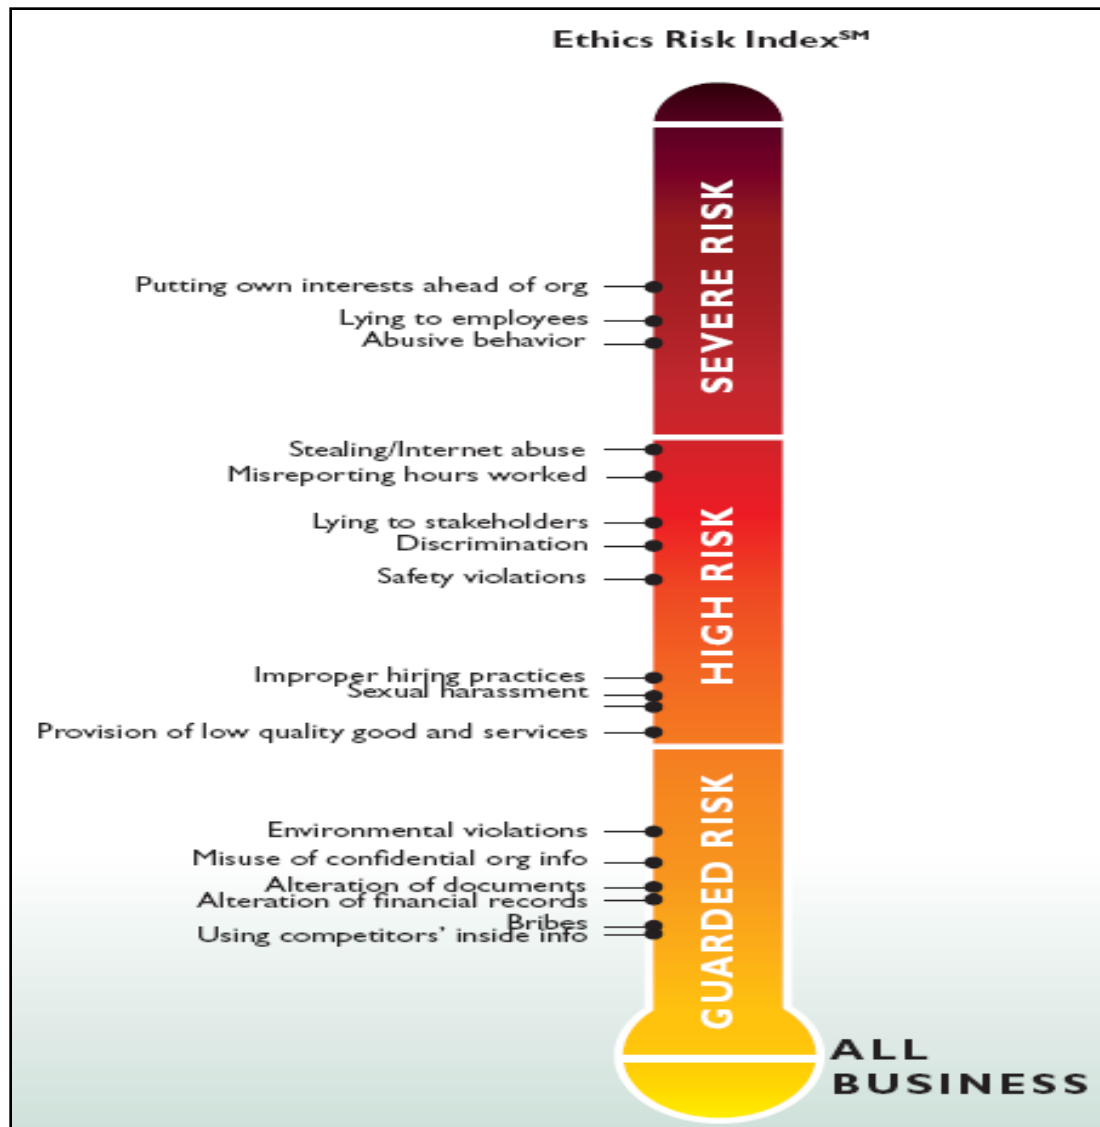 Ethics Risk Index℠
SEVERE RISK
Putting own interests ahead of org
Lying to employees
Abusive behavior
HIGH RISK
Stealing/Internet abuse
Misreporting hours worked
Lying to stakeholders
Discrimination
Safety violations
Improper hiring practices
Sexual harassment
Provision of low quality good and services
GUARDED RISK
Environmental violations
Misuse of confidential org info
Alteration of documents
Alteration of financial records
Bribes
Using competitors’ inside info
ALL
BUSINESS